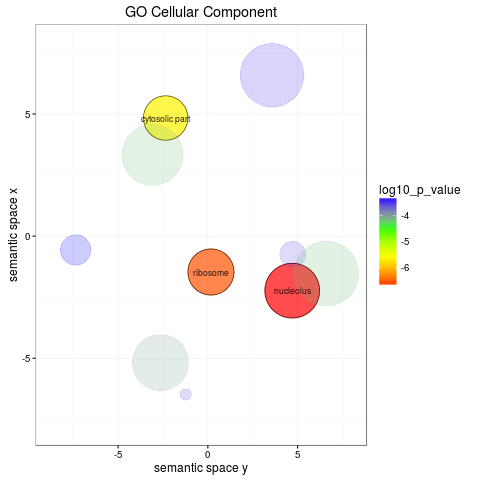 GO Cellular Component
semantic space x
5
0
-5
cytosolic part
ribosome
nucleolus
-5
0
5
semantic space y
log10_p_value
-4
-5
-6